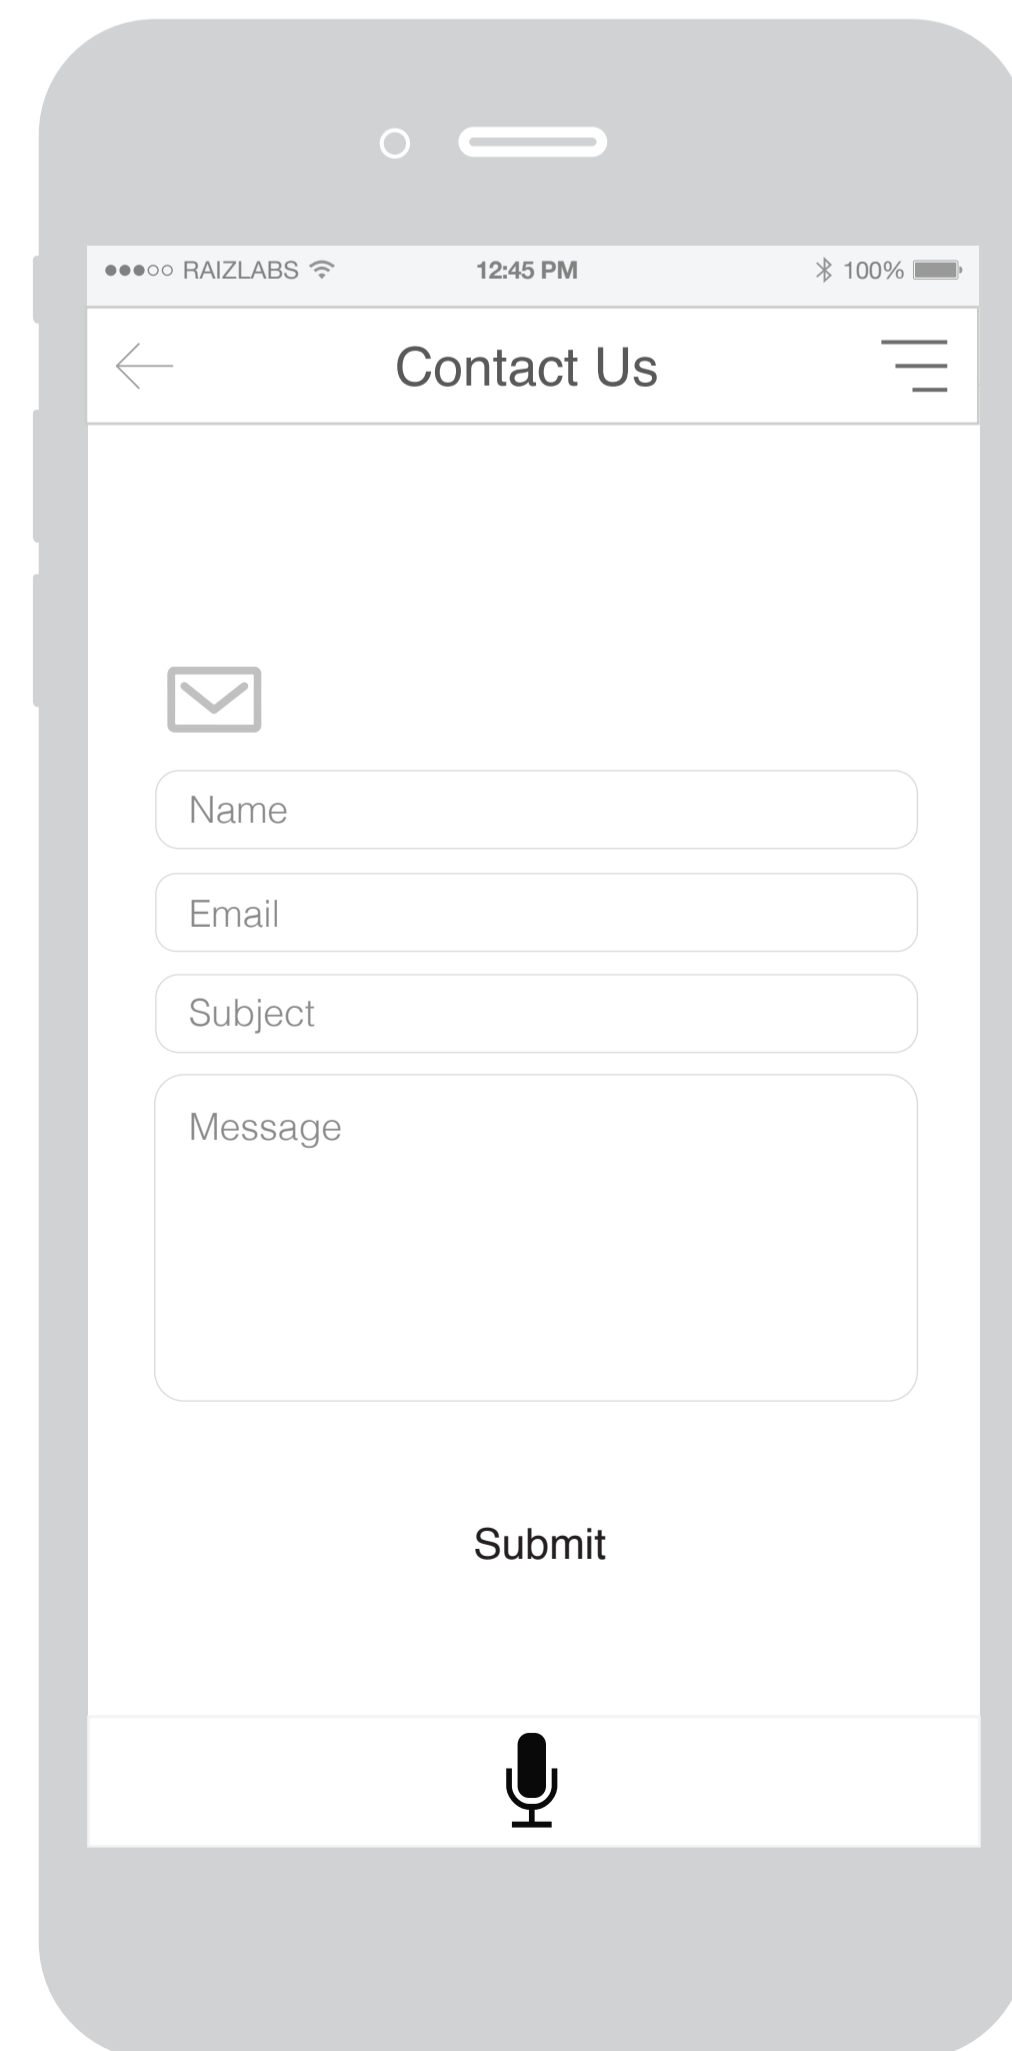 RAIZLABS 12:45 PM 100%
Contact Us
Name
Email
Subject
Message
Submit